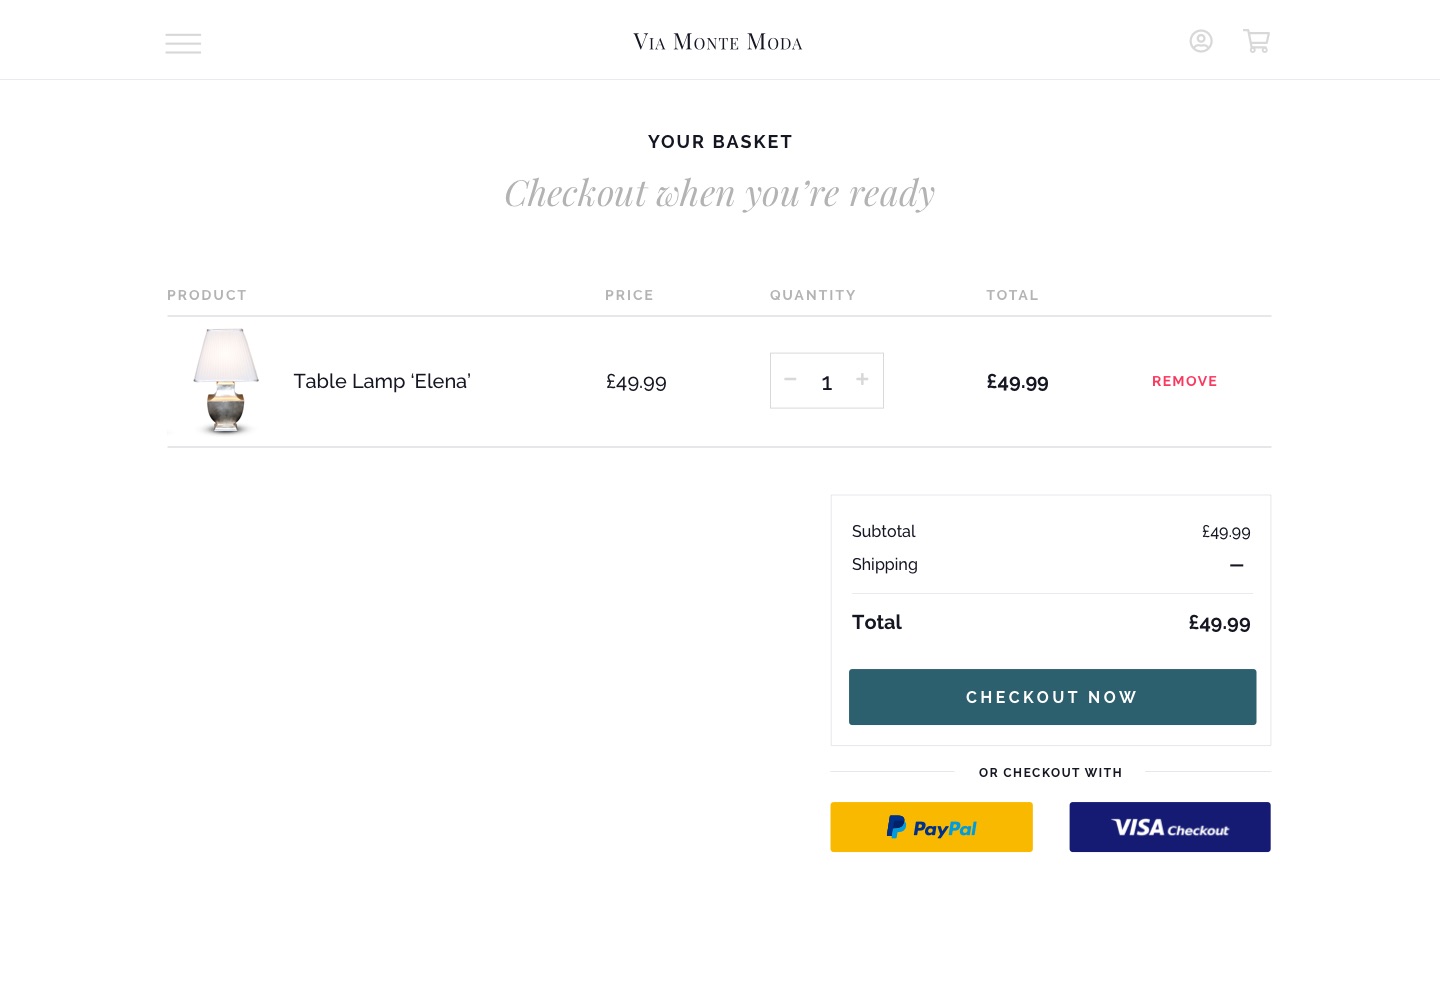 Via Monte Moda
YOUR BASKET
Checkout when you’re ready
PRODUCT PRICE QUANTITY TOTAL
Table Lamp ‘Elena’ £49.99 − 1 + £49.99 REMOVE
Subtotal £49.99
Shipping –
Total £49.99
CHECKOUT NOW
OR CHECKOUT WITH
PayPal VISA Checkout